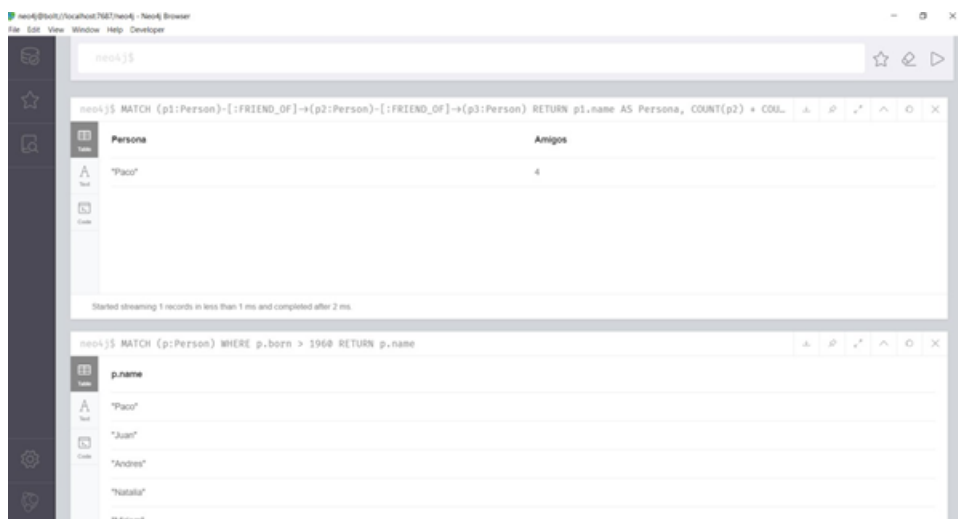 neo4j@bolt://localhost:7687/neo4j - Neo4j Browser
File Edit View Window Help Developer
neo4j$
neo4j$ MATCH (p1:Person)-[:FRIEND_OF]→(p2:Person)-[:FRIEND_OF]→(p3:Person) RETURN p1.name AS Persona, COUNT(p2) + COU…
Table
Persona Amigos
Text
"Paco" 4
Code
Started streaming 1 records in less than 1 ms and completed after 2 ms.
neo4j$ MATCH (p:Person) WHERE p.born > 1960 RETURN p.name
Table
p.name
Text
"Paco"
Code
"Juan"
"Andres"
"Natalia"